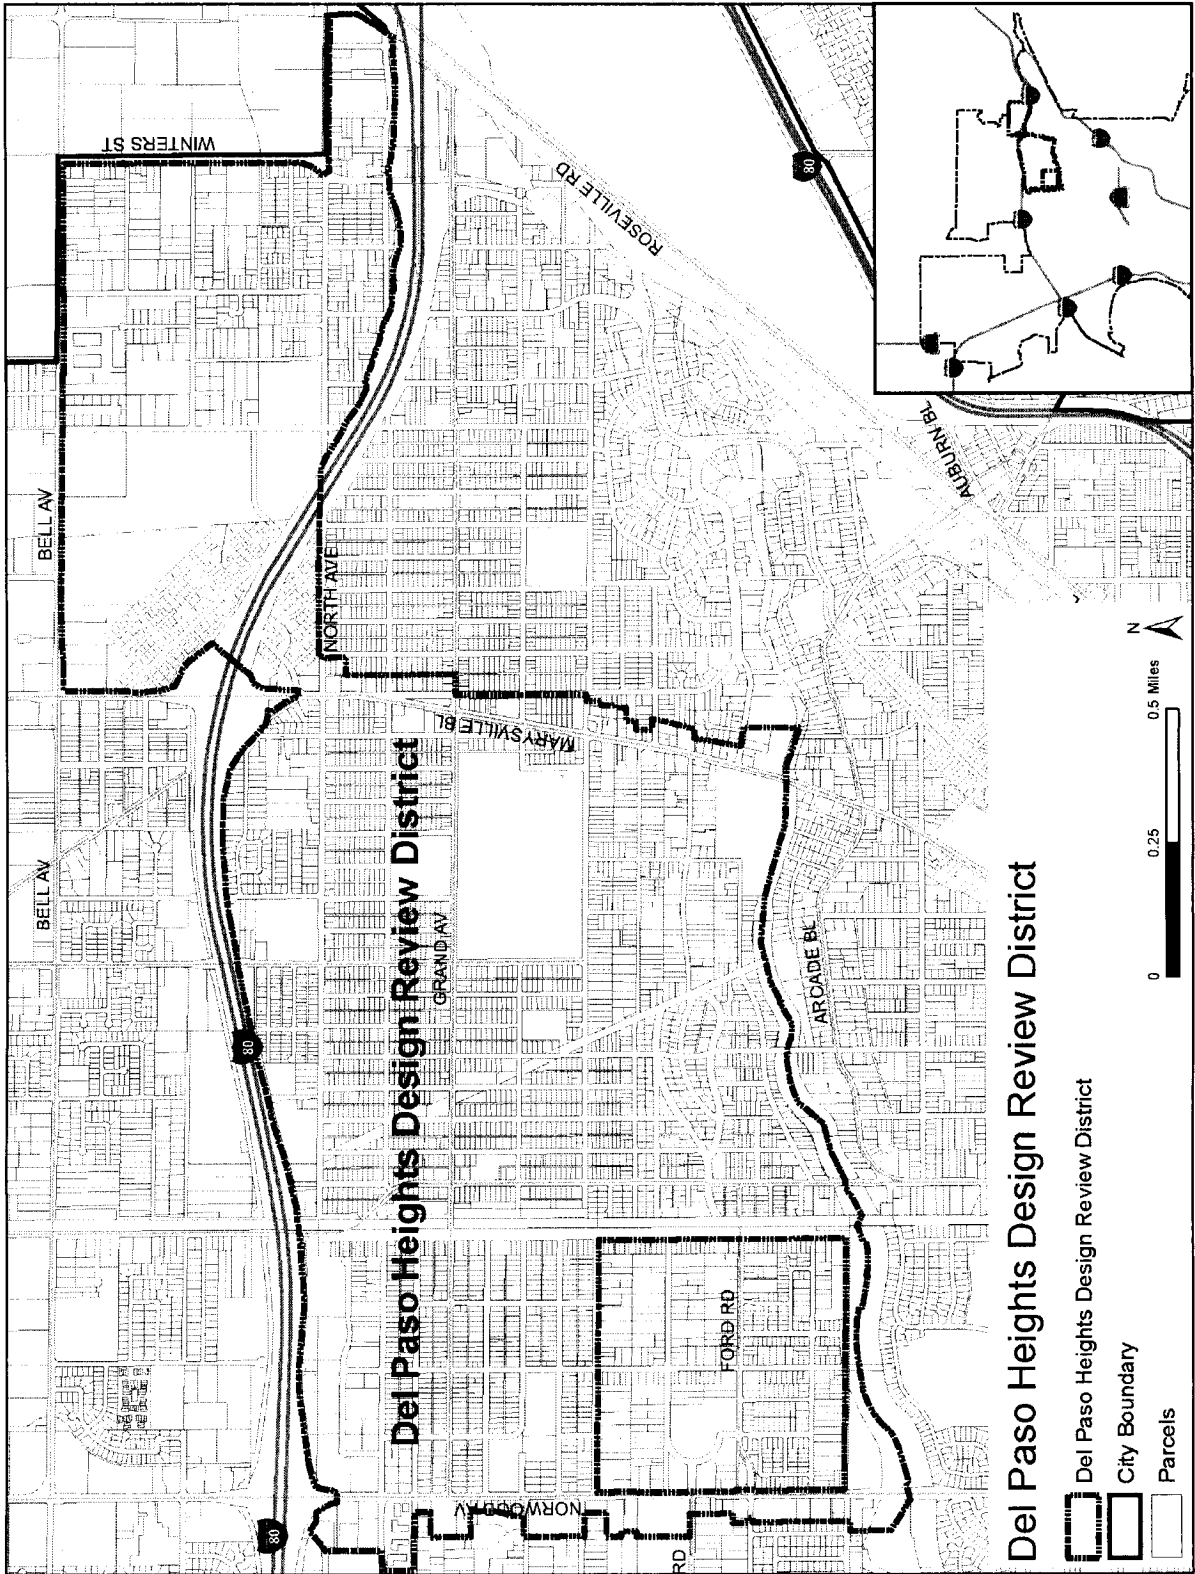 BELL AV
BELL AV
WINTERS ST
80
80
80
NORTH AVE
MARYSVILLE BL
Del Paso Heights Design Review District
GRAND AV
ROSEVILLE RD
NORWOOD AV
FORD RD
RD
ARCADE BL
AUBURN BL
Del Paso Heights Design Review District
Del Paso Heights Design Review District
City Boundary
Parcels
0
0.25
0.5 Miles
N